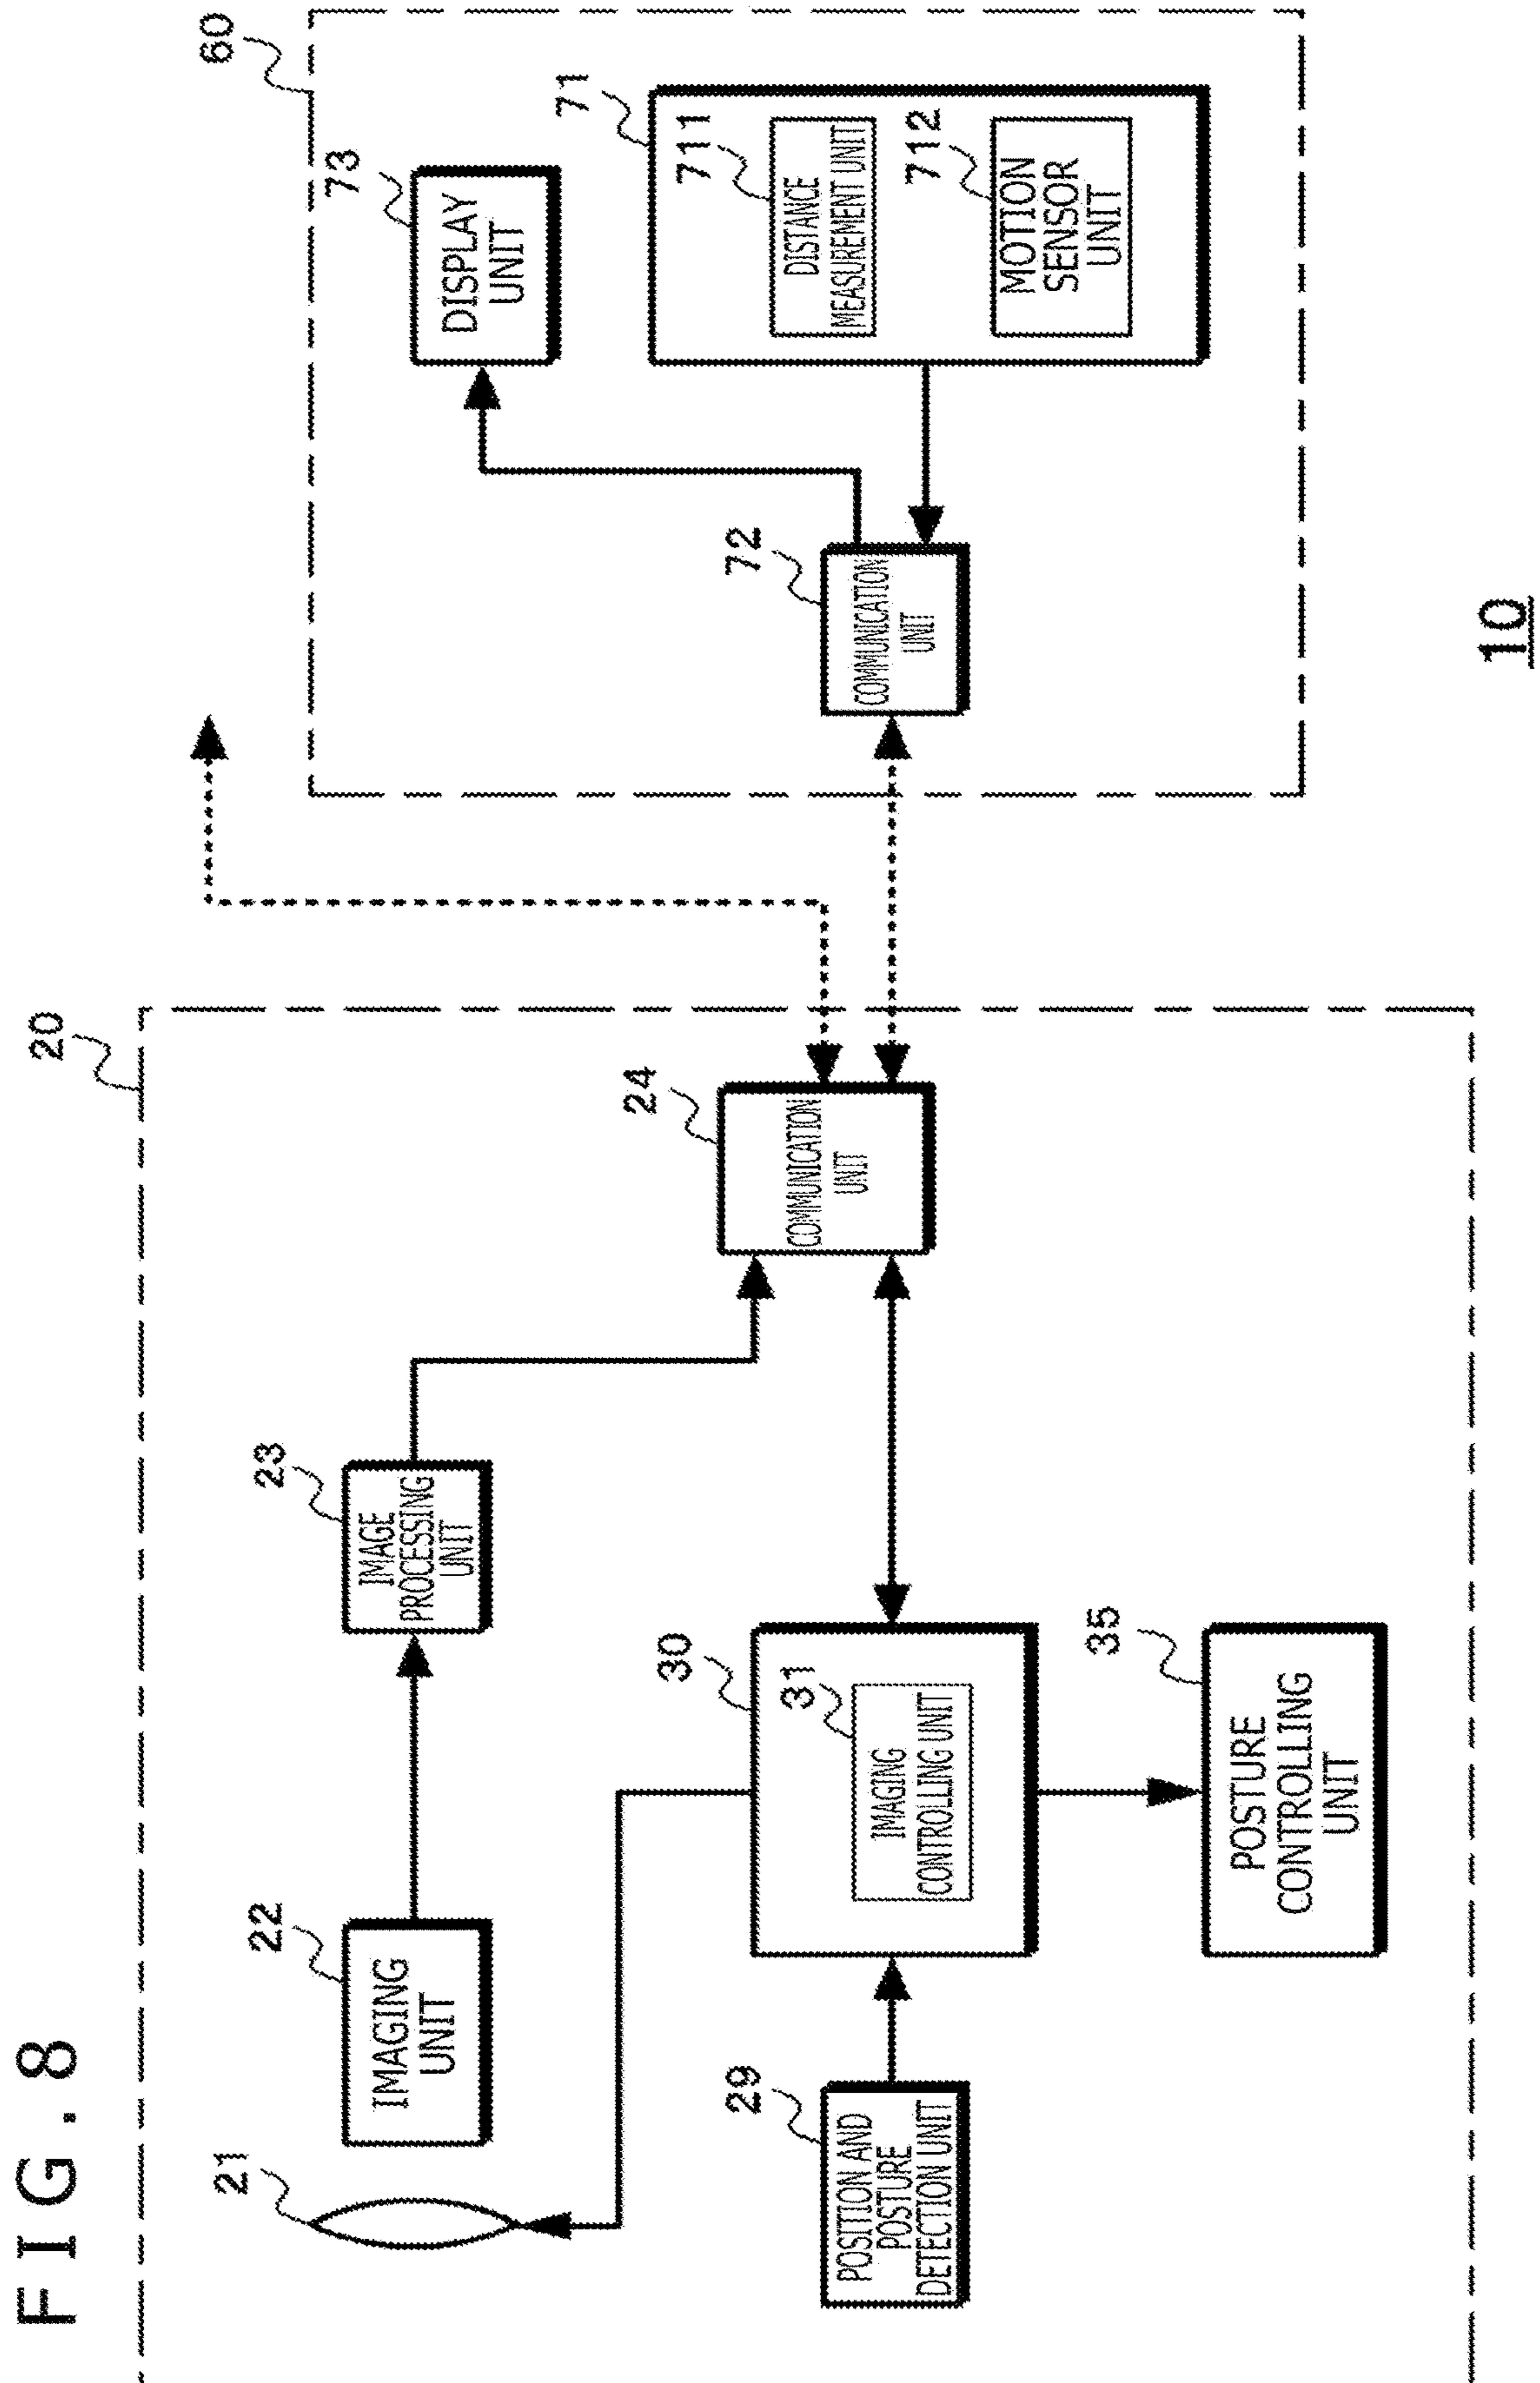 FIG. 8
20
60
21
22
IMAGING
UNIT
23
IMAGE
PROCESSING
UNIT
73
DISPLAY
UNIT
24
COMMUNICATION
UNIT
72
COMMUNICATION
UNIT
71
711
DISTANCE
MEASUREMENT UNIT
712
MOTION
SENSOR
UNIT
29
POSITION AND
POSTURE
DETECTION UNIT
30
31
IMAGING
CONTROLLING UNIT
35
POSTURE
CONTROLLING
UNIT
10